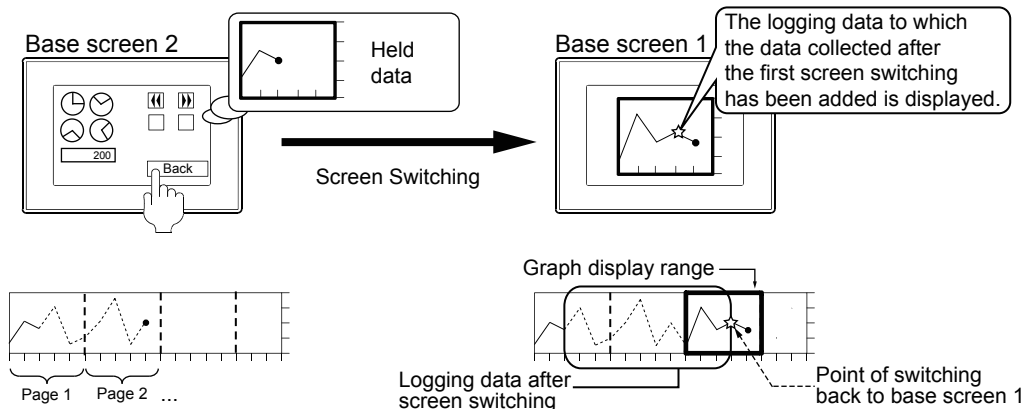 Base screen 2
Held
data
200
Back
Screen Switching
Base screen 1
The logging data to which
the data collected after
the first screen switching
has been added is displayed.
Page 1
Page 2
...
Graph display range
Logging data after
screen switching
Point of switching
back to base screen 1